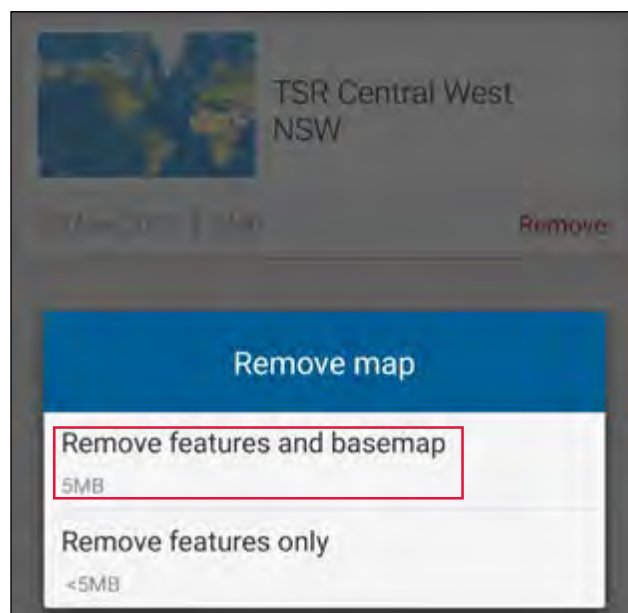 TSR Central West
NSW
Remove
Remove map
Remove features and basemap
5MB
Remove features only
<5MB